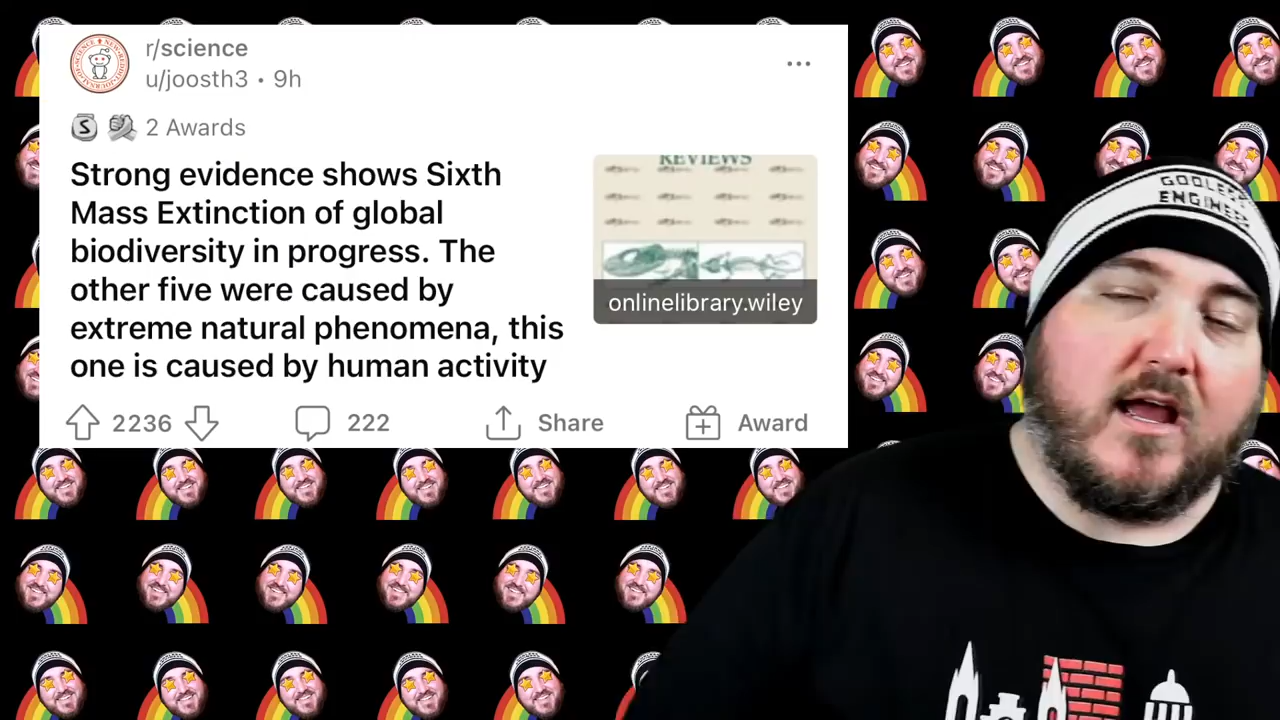 r/science
u/joosth3 • 9h
2 Awards
Strong evidence shows Sixth
Mass Extinction of global
biodiversity in progress. The
other five were caused by
extreme natural phenomena, this
one is caused by human activity
REVIEWS
onlinelibrary.wiley
2236
222
Share
Award